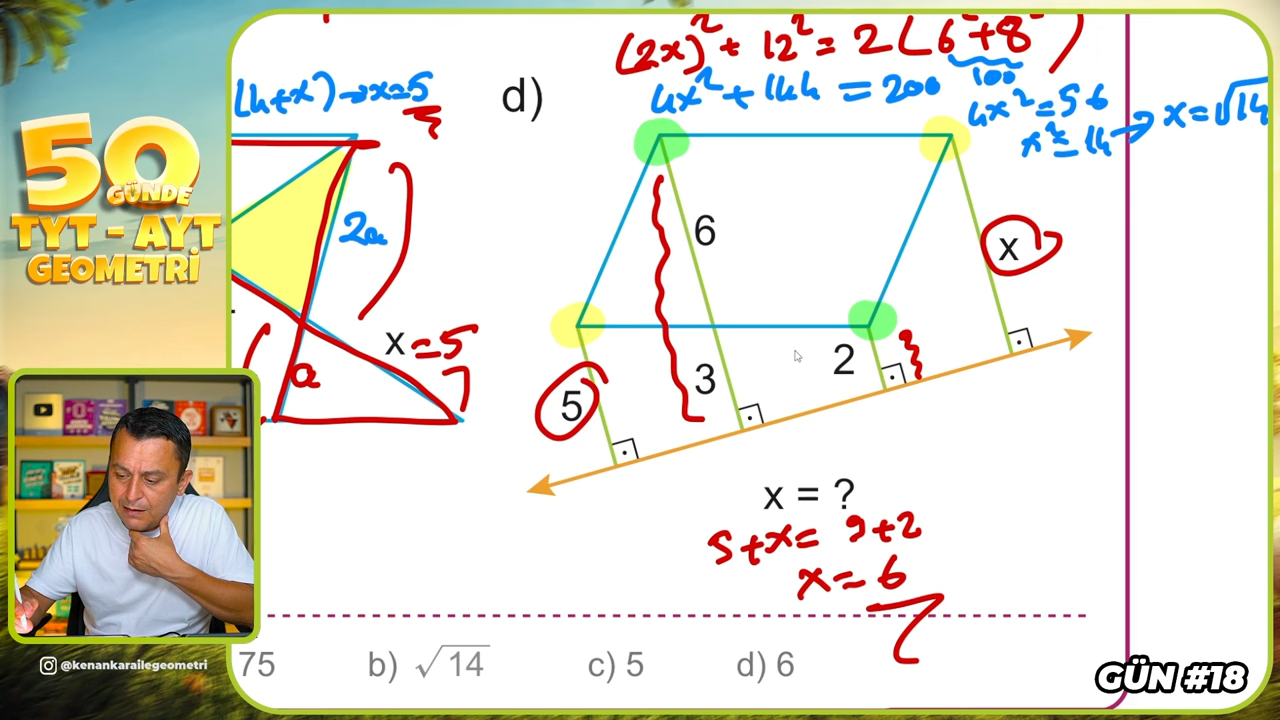 50
GÜNDE
TYT - AYT
GEOMETRİ
(2x)² + 12² = 2(6² + 8²)
100
4x² + 144 = 200
4x² = 56
x² = 14 → x = √14
(4+x) → x = 5
d)
2a
a
x = 5
6
3
5
2
x
x = ?
5 + x = 9 + 2
x = 6
75
b) √14
c) 5
d) 6
@kenankarailegeometri
GÜN #18